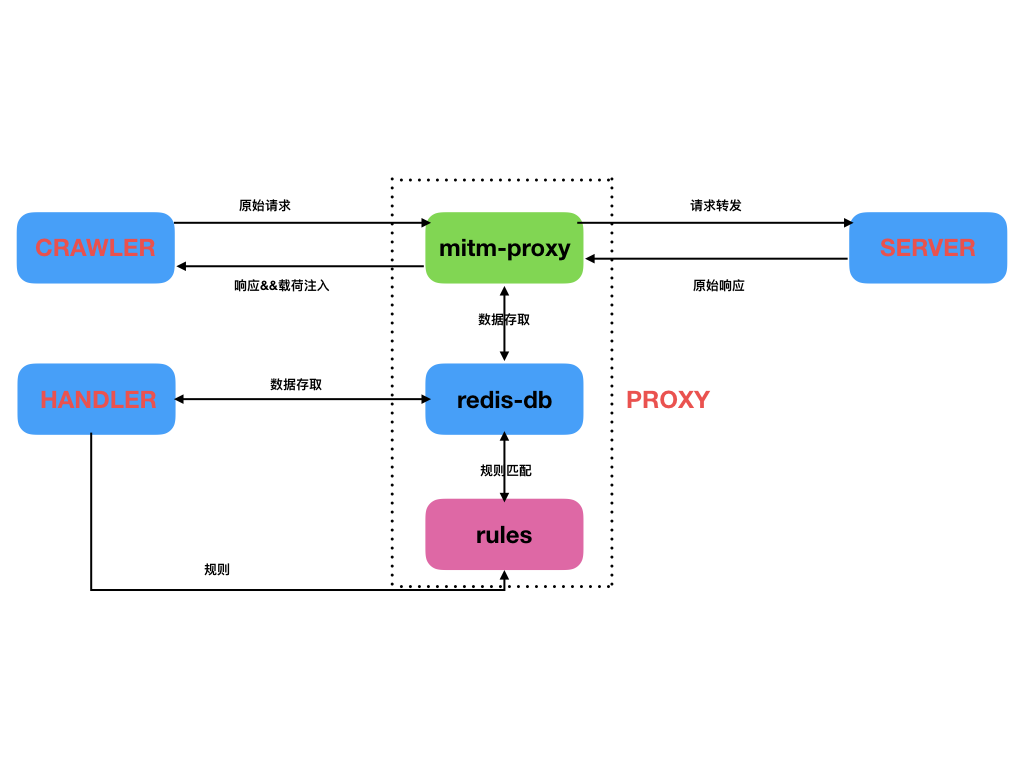 原始请求
请求转发
CRAWLER
mitm-proxy
SERVER
响应&&载荷注入
原始响应
数据存取
数据存取
HANDLER
redis-db
PROXY
规则匹配
rules
规则